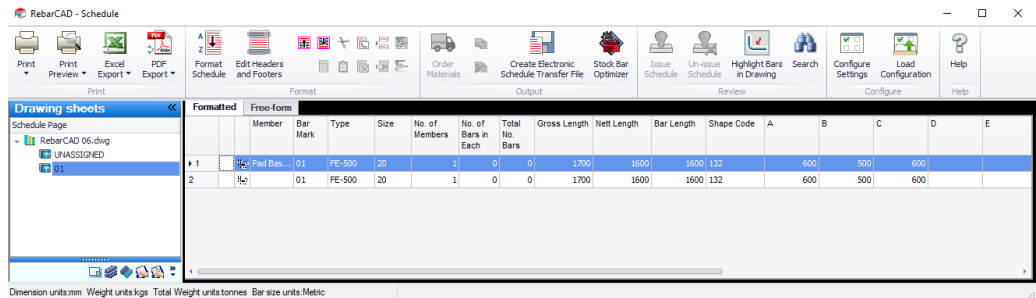 RebarCAD - Schedule
Print Print Preview Excel Export PDF Export Format Schedule Edit Headers and Footers Order Materials Create Electronic Schedule Transfer File Stock Bar Optimizer Issue Schedule Un-issue Schedule Highlight Bars in Drawing Search Configure Settings Load Configuration Help
Print Format Output Review Configure Help
Drawing sheets
Schedule Page
RebarCAD 06.dwg
UNASSIGNED
01
Formatted Free-form
Member Bar Mark Type Size No. of Members No. of Bars in Each Total No. Bars Gross Length Nett Length Bar Length Shape Code A B C D E
1 Pad Bas... 01 FE-500 20 1 0 0 1700 1600 1600 132 600 500 600
2 01 FE-500 20 1 0 0 1700 1600 1600 132 600 500 600
Dimension units:mm Weight units:kgs Total Weight units:tonnes Bar size units:Metric